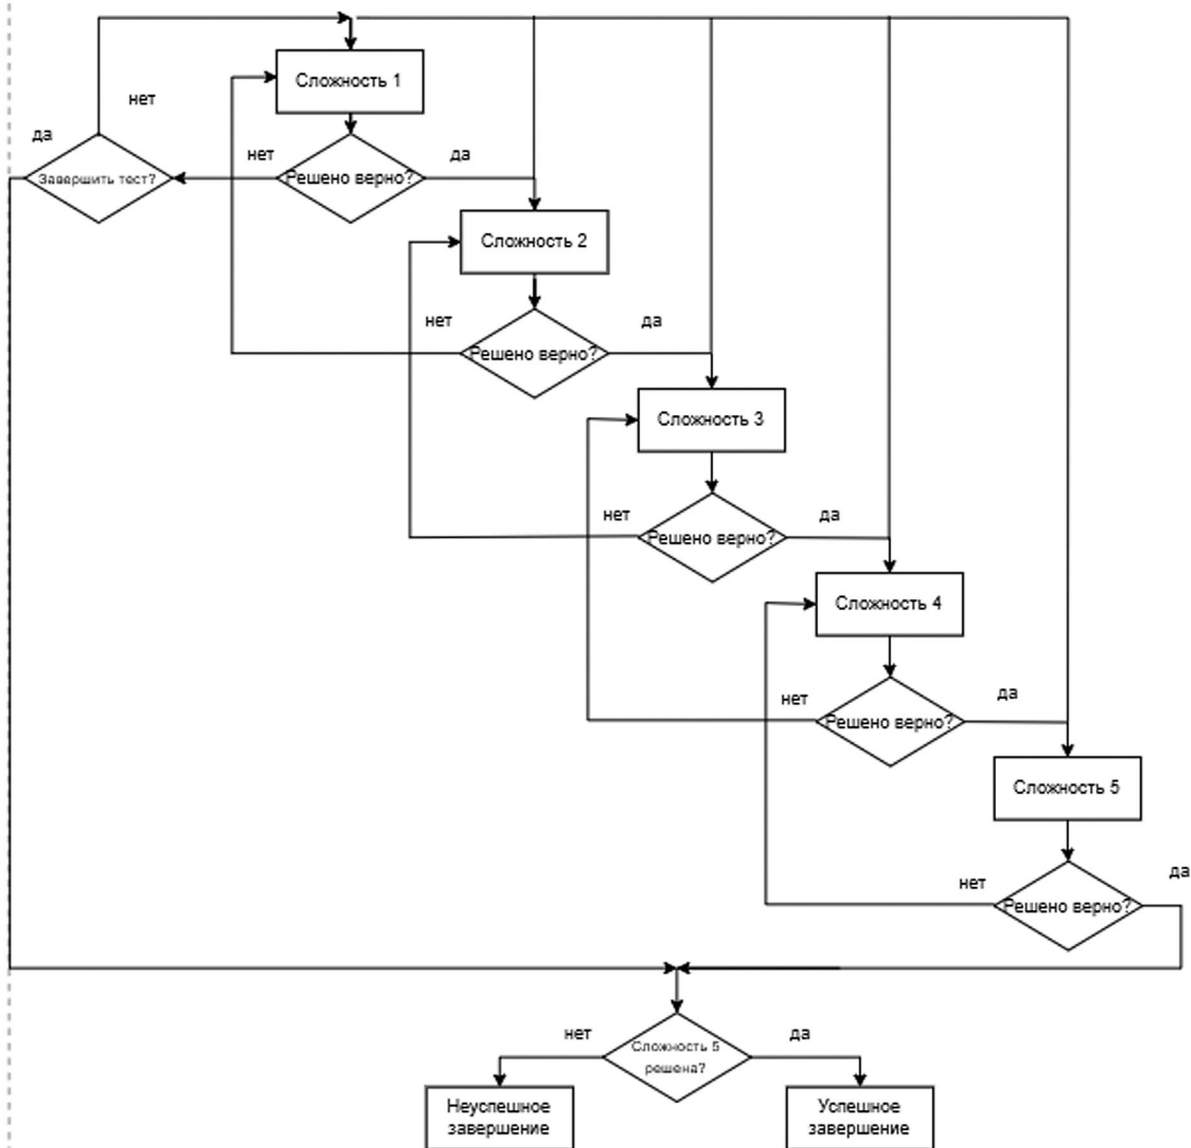 Сложность 1
нет
да
Завершить тест?
нет
Решено верно?
да
Сложность 2
нет
Решено верно?
да
Сложность 3
нет
Решено верно?
да
Сложность 4
нет
Решено верно?
да
Сложность 5
нет
Решено верно?
да
нет
Сложность 5
решена?
да
Неуспешное
завершение
Успешное
завершение